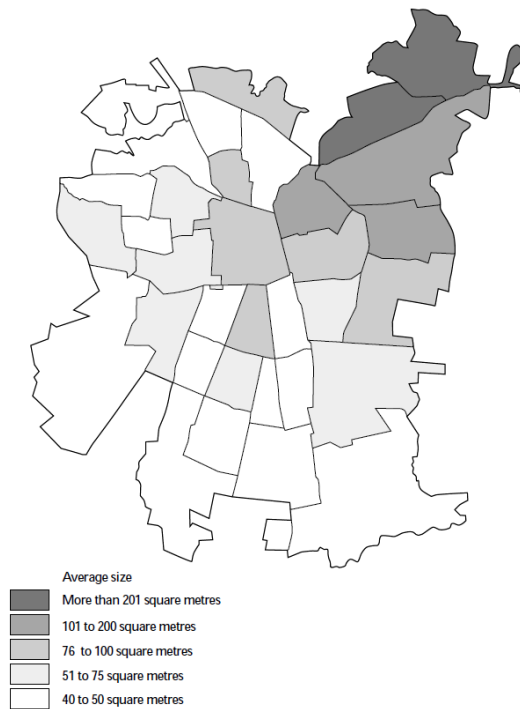 Average size
More than 201 square metres
101 to 200 square metres
76 to 100 square metres
51 to 75 square metres
40 to 50 square metres